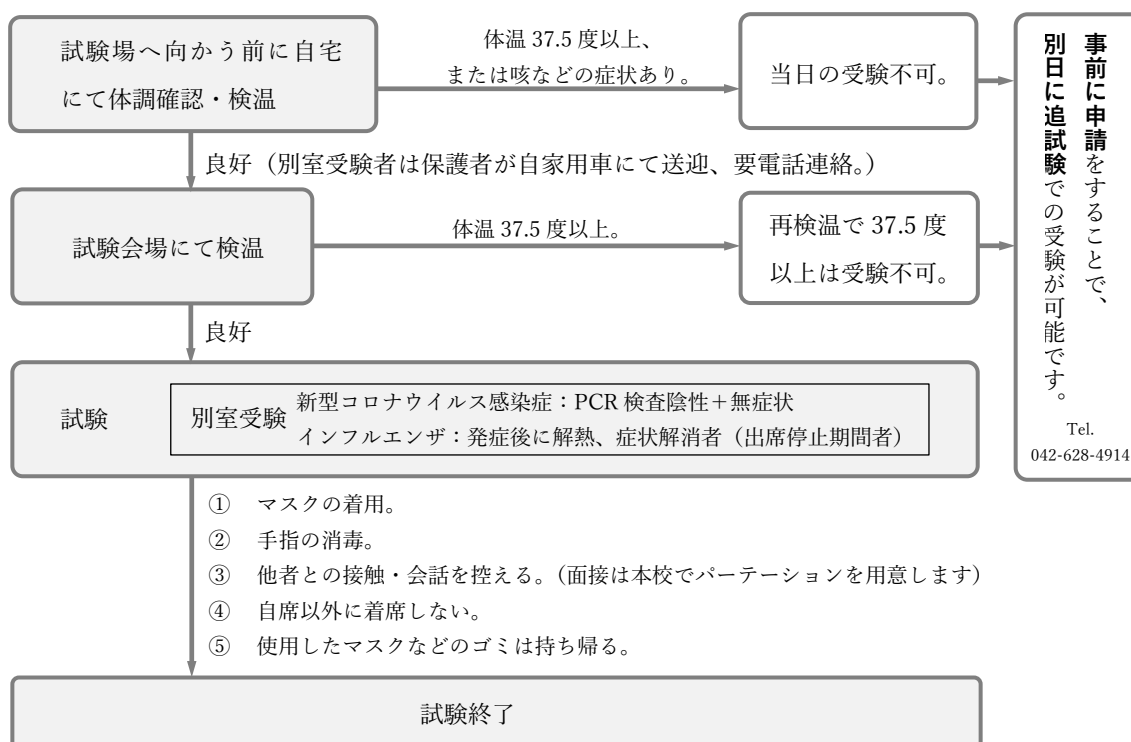 試験場へ向かう前に自宅
にて体調確認・検温
体温 37.5 度以上、
または咳などの症状あり。
当日の受験不可。
良好（別室受験者は保護者が自家用車にて送迎、要電話連絡。）
試験会場にて検温
体温 37.5 度以上。
再検温で 37.5 度
以上は受験不可。
事前に申請をすることで、
別日に追試験での受験が可能です。
Tel.
042-628-4914
良好
試験
別室受験
新型コロナウイルス感染症：PCR 検査陰性＋無症状
インフルエンザ：発症後に解熱、症状解消者（出席停止期間者）
① マスクの着用。
② 手指の消毒。
③ 他者との接触・会話を控える。（面接は本校でパーテーションを用意します）
④ 自席以外に着席しない。
⑤ 使用したマスクなどのゴミは持ち帰る。
試験終了